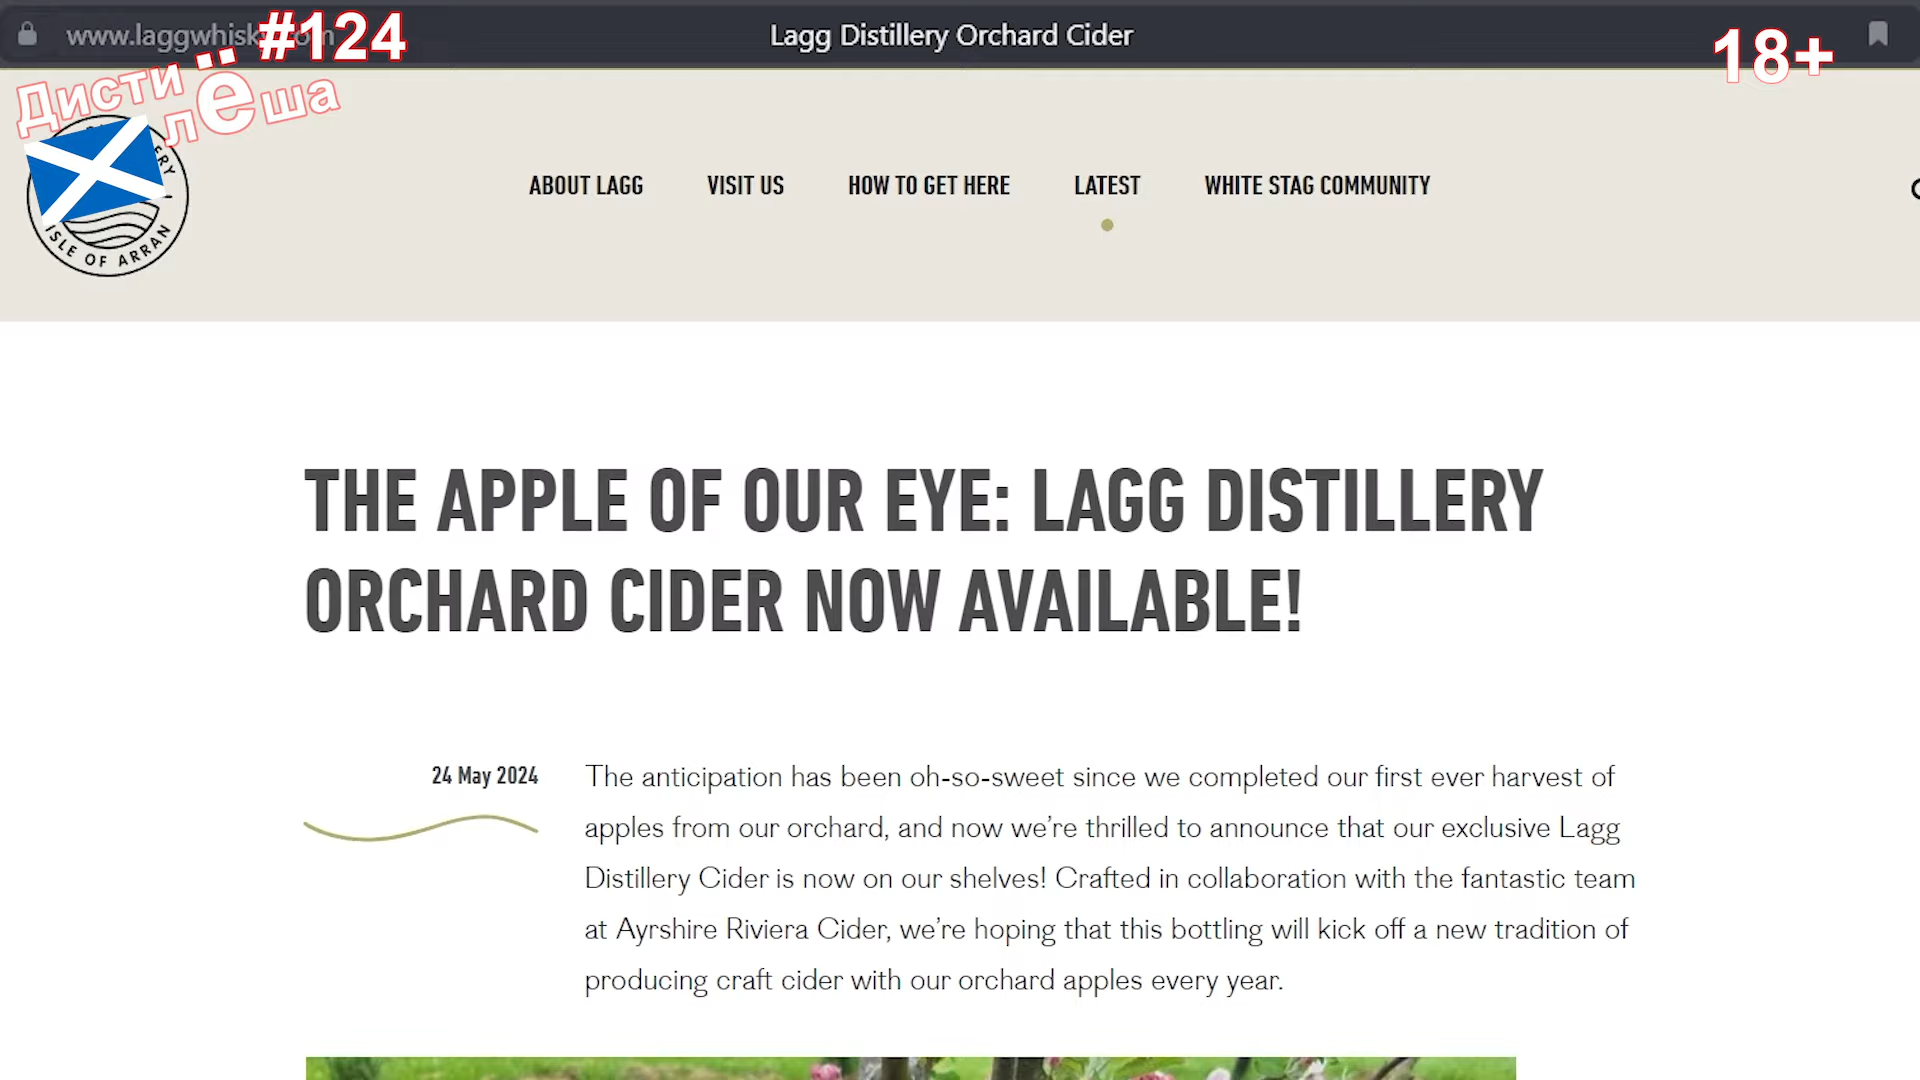 www.laggwhisky.com
#124
Lagg Distillery Orchard Cider
18+
Дисти
лёша
ISLE OF ARRAN
ABOUT LAGG
VISIT US
HOW TO GET HERE
LATEST
WHITE STAG COMMUNITY
THE APPLE OF OUR EYE: LAGG DISTILLERY
ORCHARD CIDER NOW AVAILABLE!
24 May 2024
The anticipation has been oh-so-sweet since we completed our first ever harvest of
apples from our orchard, and now we’re thrilled to announce that our exclusive Lagg
Distillery Cider is now on our shelves! Crafted in collaboration with the fantastic team
at Ayrshire Riviera Cider, we’re hoping that this bottling will kick off a new tradition of
producing craft cider with our orchard apples every year.